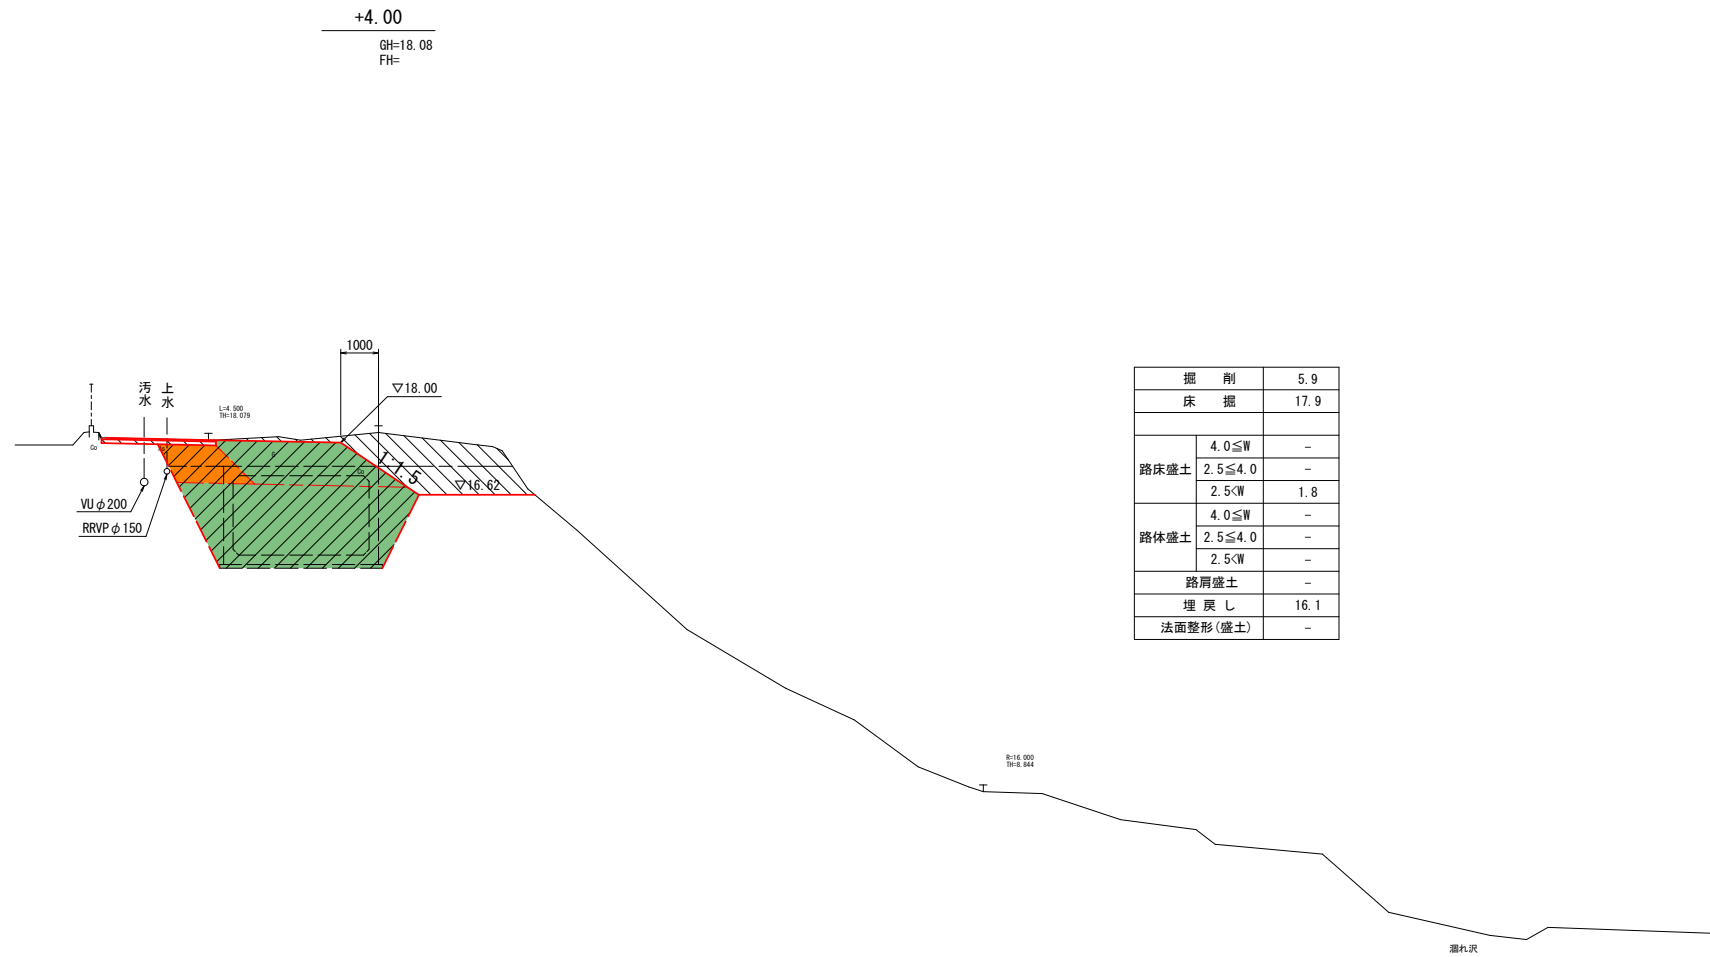 +4.00
GH=18.08
FH=
1000
▽18.00
汚水
上水
L=4.500
TH=18.079
Co
G
Co
1:1.5
▽16.62
VUφ200
RRVPφ150
掘 削 5.9
床 掘 17.9
路床盛土 4.0≦W -
2.5≦4.0 -
2.5<W 1.8
路体盛土 4.0≦W -
2.5≦4.0 -
2.5<W -
路肩盛土 -
埋 戻 し 16.1
法面整形(盛土) -
R=16.000
TH=8.844
涸れ沢